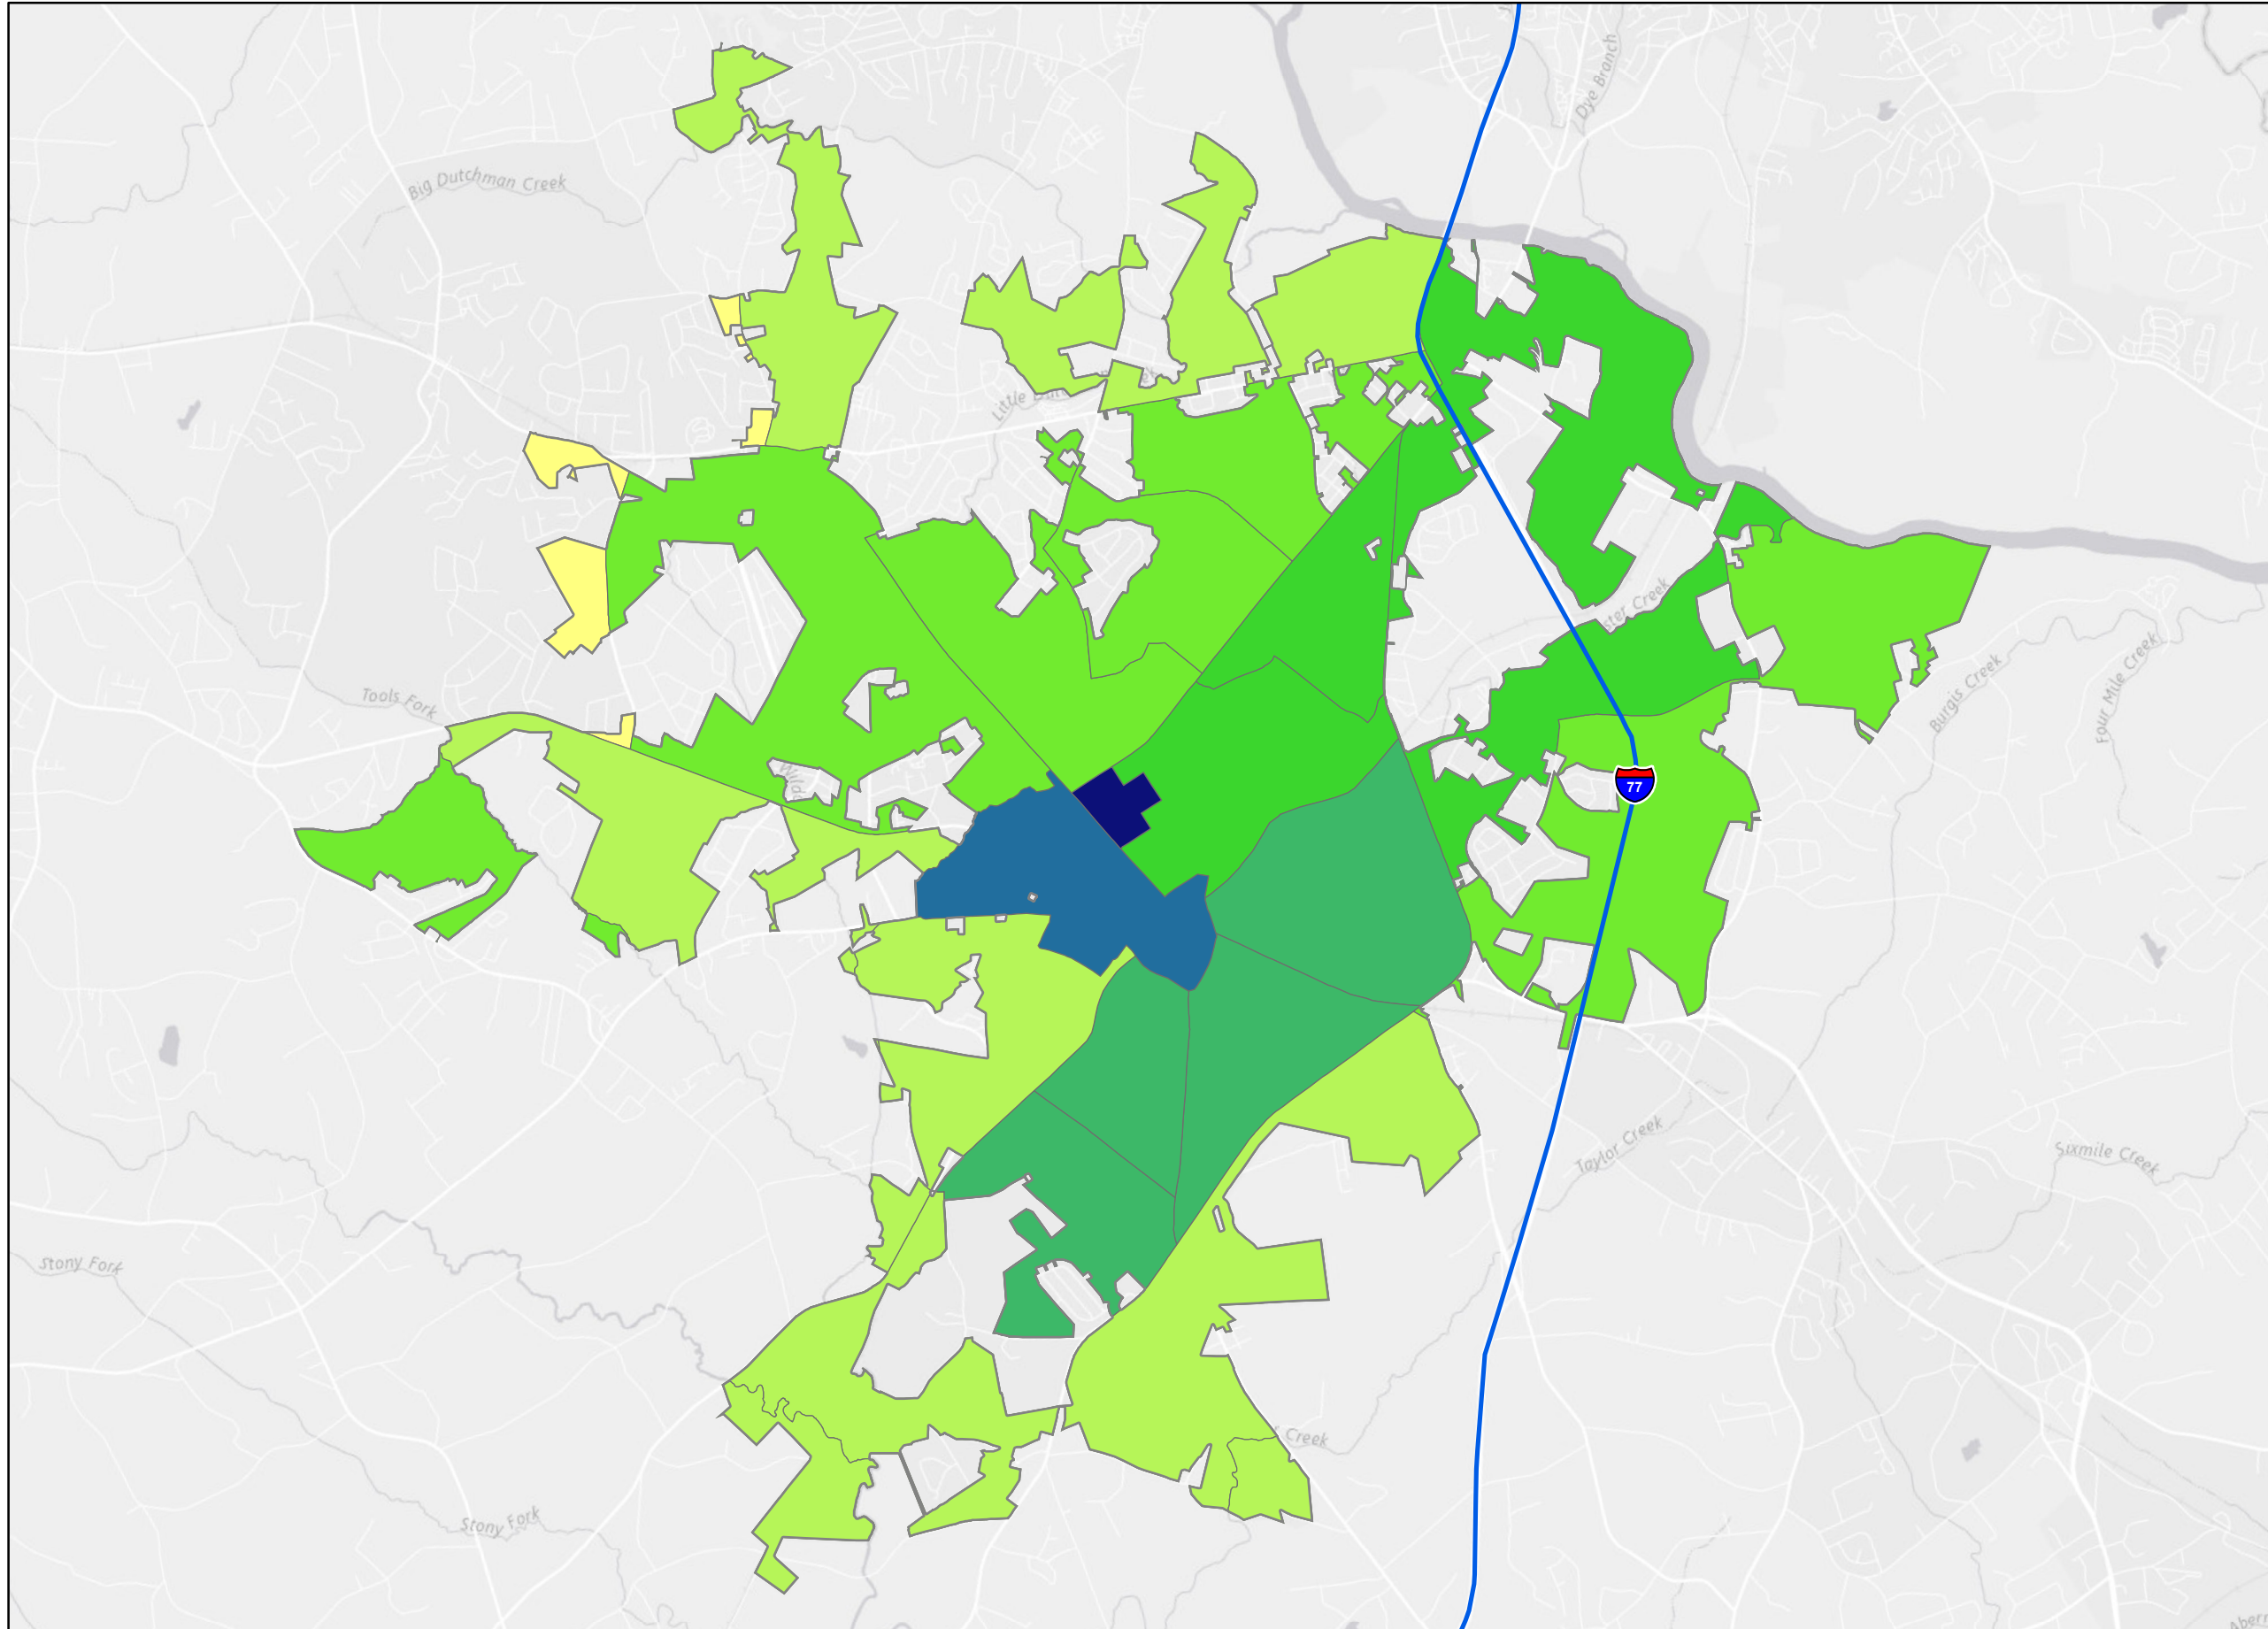 Dye Branch
Big Dutchman Creek
Little
Tools Fork
Burgis Creek
Four Mile Creek
77
Taylor Creek
Sixmile Creek
Stony Fork
Creek
Stony Fork